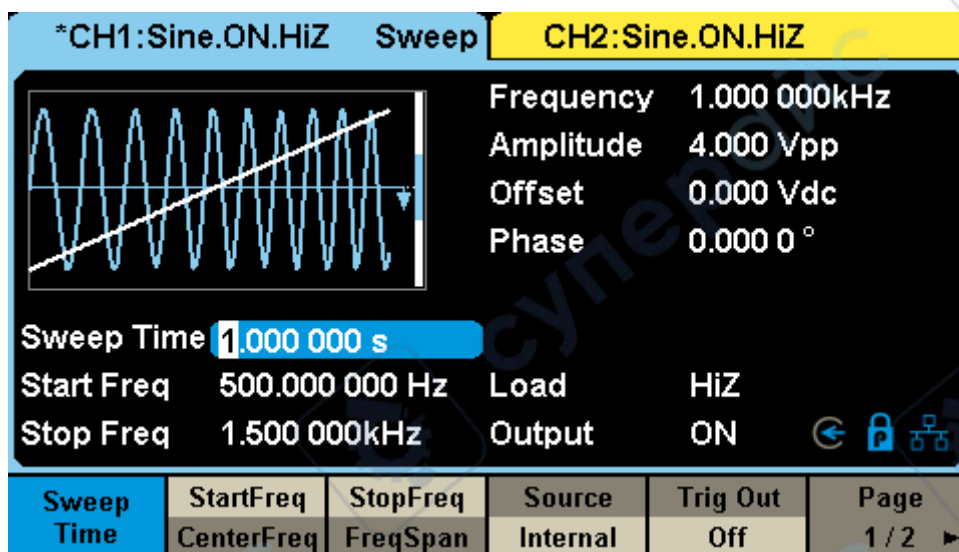 *CH1:Sine.ON.HiZ Sweep CH2:Sine.ON.HiZ
Frequency 1.000 000kHz
Amplitude 4.000 Vpp
Offset 0.000 Vdc
Phase 0.000 0 °
Sweep Time 1.000 000 s
Start Freq 500.000 000 Hz Load HiZ
Stop Freq 1.500 000kHz Output ON P
Sweep Time StartFreq CenterFreq StopFreq FreqSpan Source Internal Trig Out Off Page 1/2
суперайс